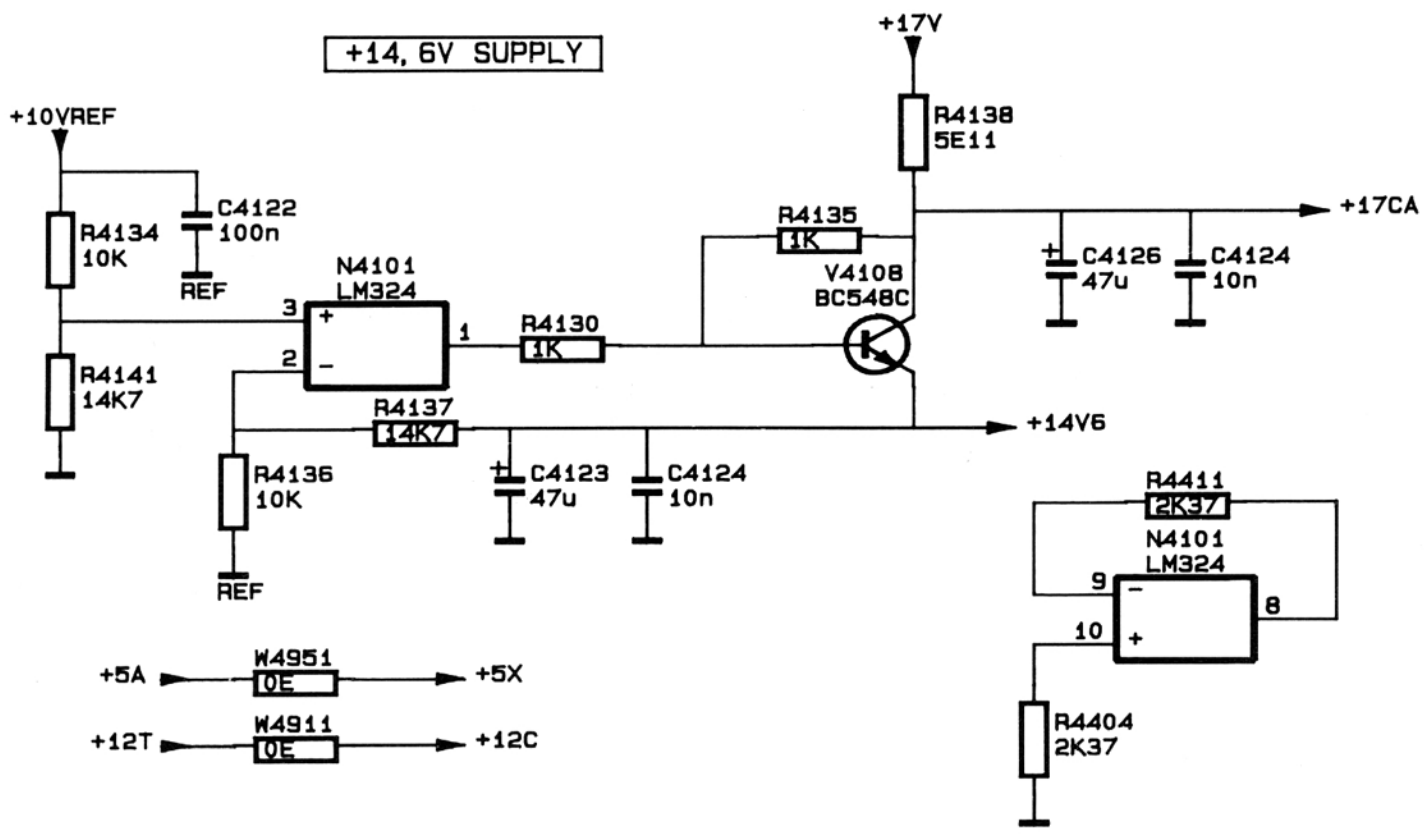 +14,6V SUPPLY
+17V
R4138
5E11
+10VREF
C4122
100n
REF
R4134
10K
R4141
14K7
N4101
LM324
3
+
2
-
1
R4130
1K
R4135
1K
V4108
BC548C
+17CA
+
C4126
47u
C4124
10n
R4137
14K7
+14V6
R4136
10K
REF
+
C4123
47u
C4124
10n
R4411
2K37
N4101
LM324
9
-
10
+
8
R4404
2K37
+5A
W4951
0E
+5X
+12T
W4911
0E
+12C